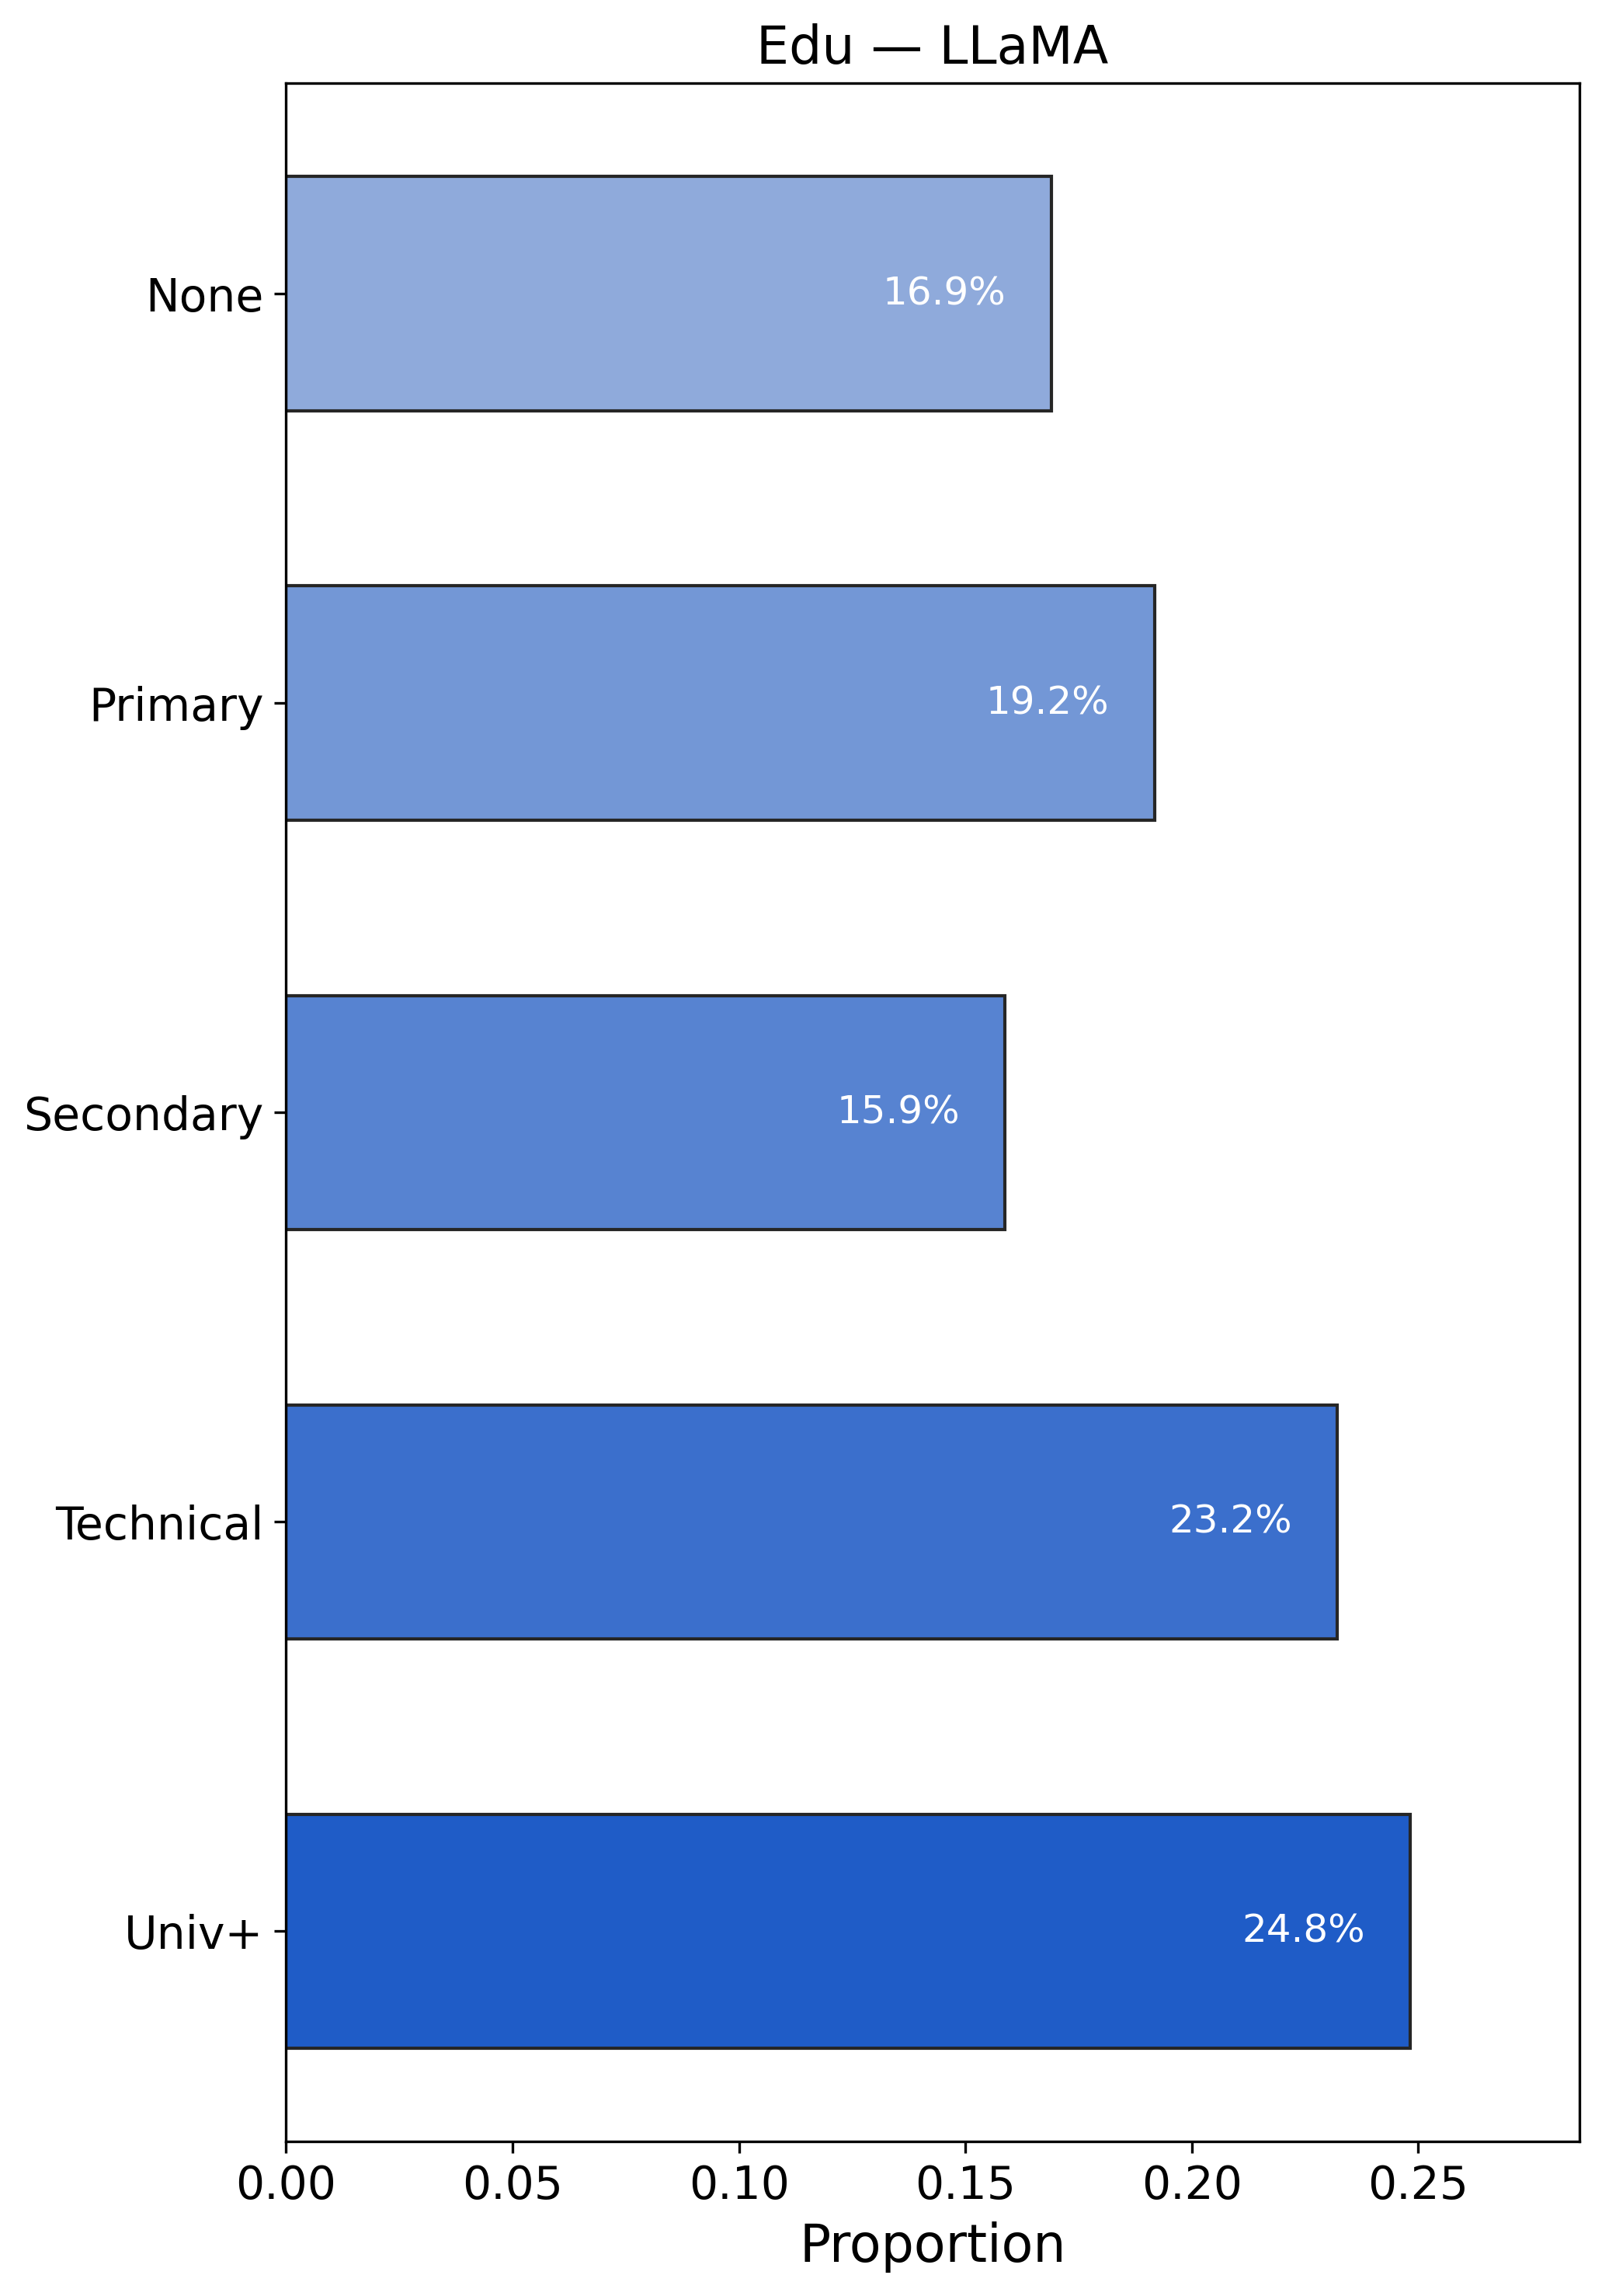 Edu — LLaMA
None
16.9%
Primary
19.2%
Secondary
15.9%
Technical
23.2%
Univ+
24.8%
0.00 0.05 0.10 0.15 0.20 0.25
Proportion